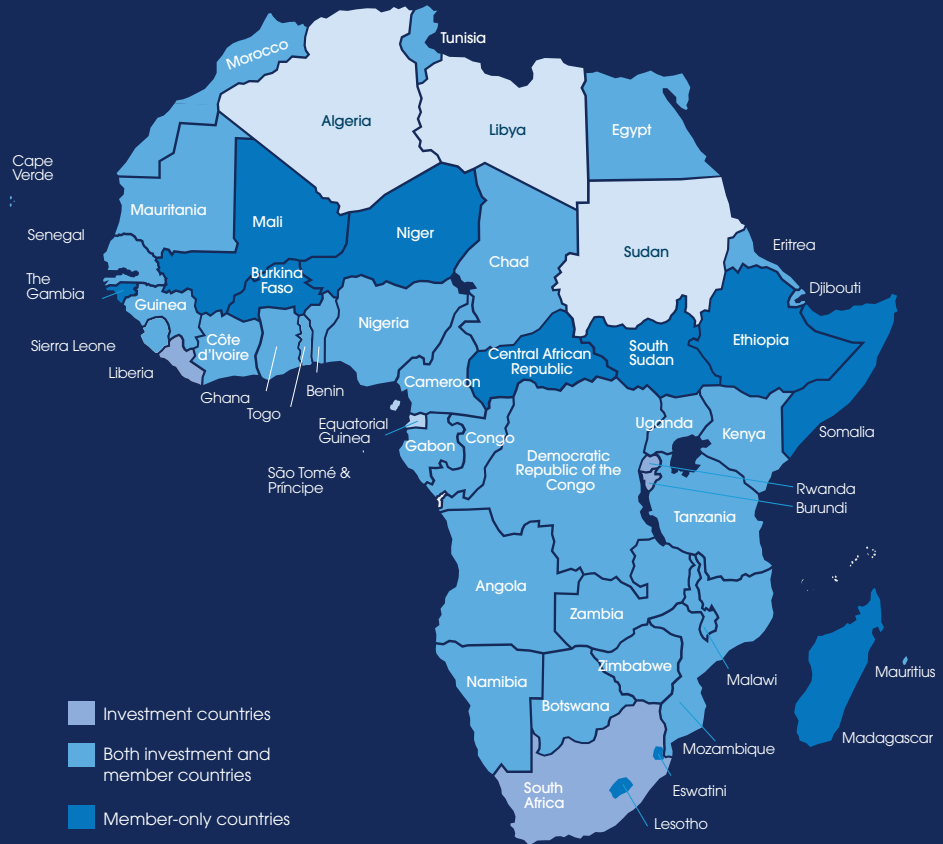 Tunisia
Morocco
Algeria
Libya
Egypt
Cape
Verde
Mauritania
Mali
Niger
Chad
Sudan
Eritrea
Senegal
The
Gambia
Djibouti
Burkina
Faso
Guinea
Nigeria
Côte
d’Ivoire
Sierra Leone
Liberia
Ghana
Togo
Benin
Central African
Republic
South
Sudan
Ethiopia
Cameroon
Equatorial
Guinea
Gabon
Congo
Uganda
Kenya
Somalia
São Tomé &
Príncipe
Democratic
Republic of the
Congo
Rwanda
Burundi
Tanzania
Angola
Zambia
Malawi
Mauritius
Zimbabwe
Namibia
Botswana
Mozambique
Madagascar
South
Africa
Eswatini
Lesotho
Investment countries
Both investment and
member countries
Member-only countries